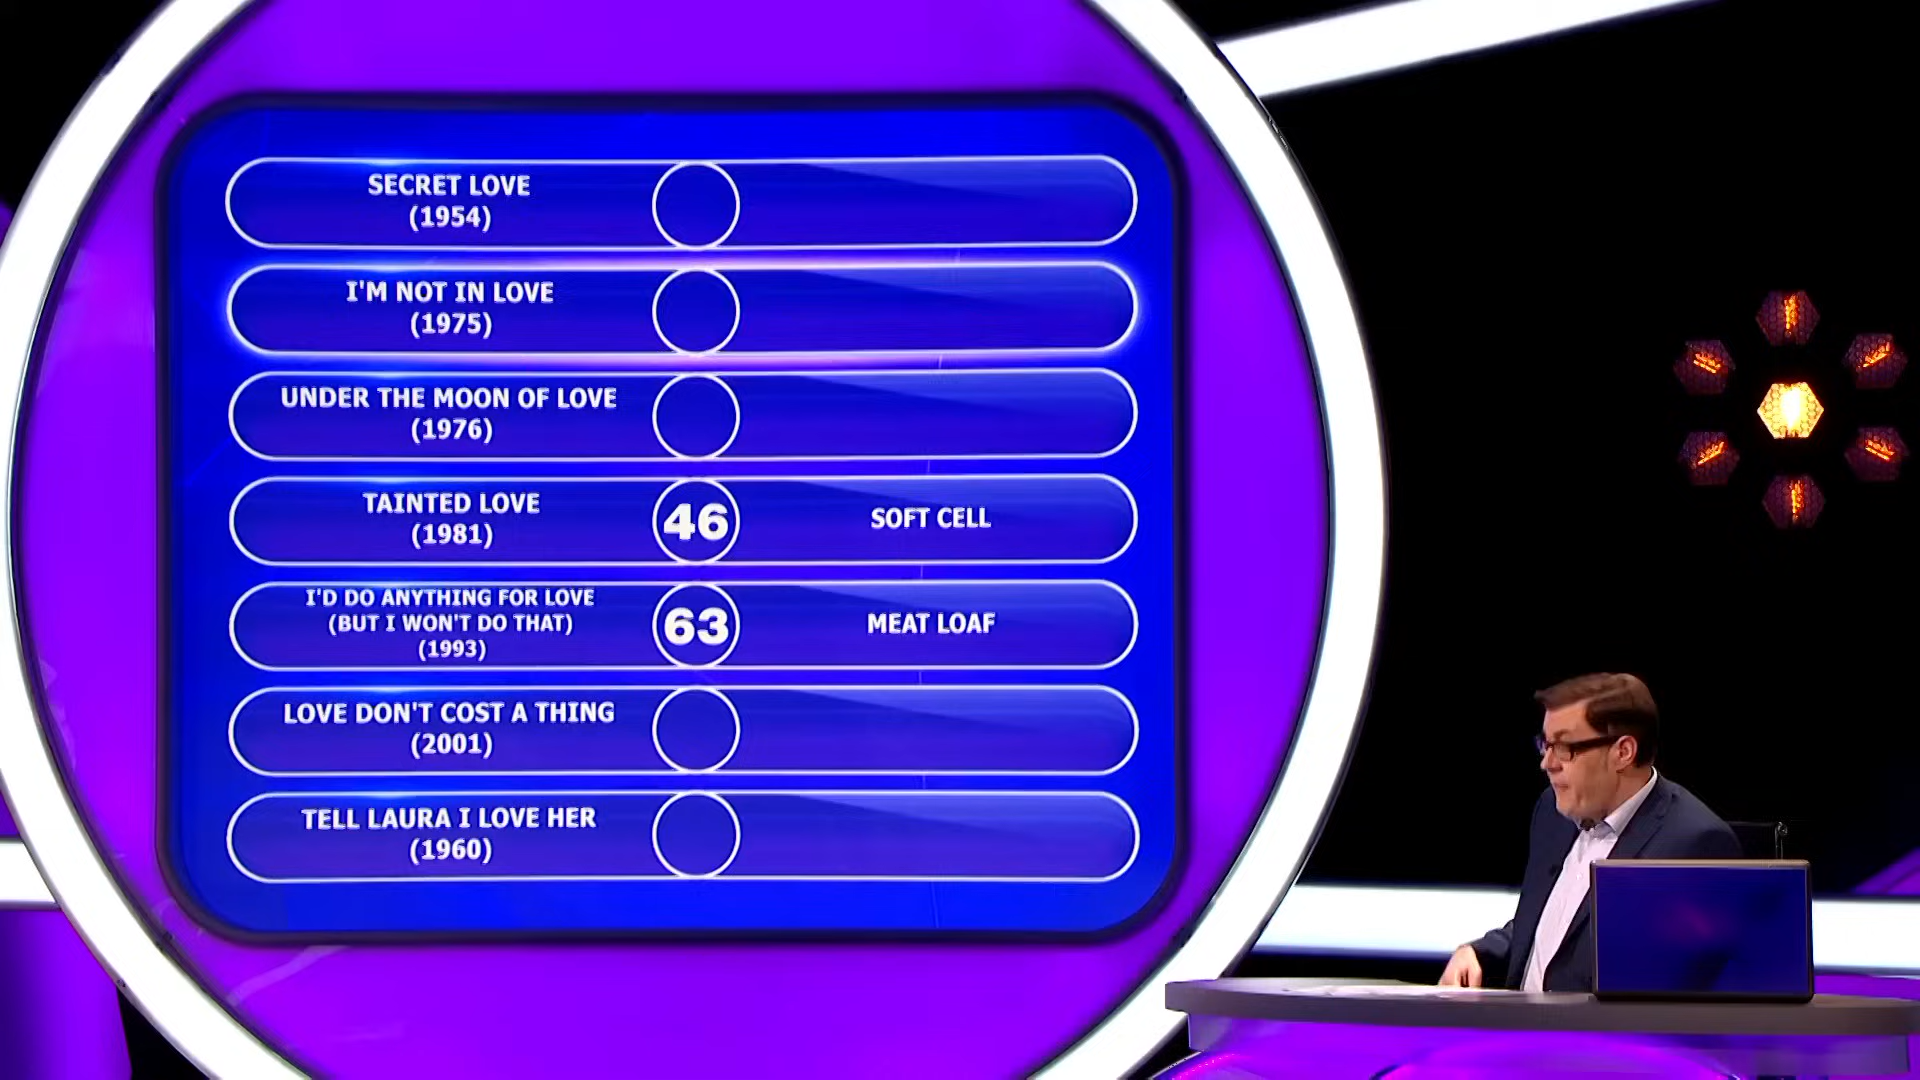 SECRET LOVE
(1954)
I'M NOT IN LOVE
(1975)
UNDER THE MOON OF LOVE
(1976)
TAINTED LOVE
(1981)
46
SOFT CELL
I'D DO ANYTHING FOR LOVE
(BUT I WON'T DO THAT)
(1993)
63
MEAT LOAF
LOVE DON'T COST A THING
(2001)
TELL LAURA I LOVE HER
(1960)